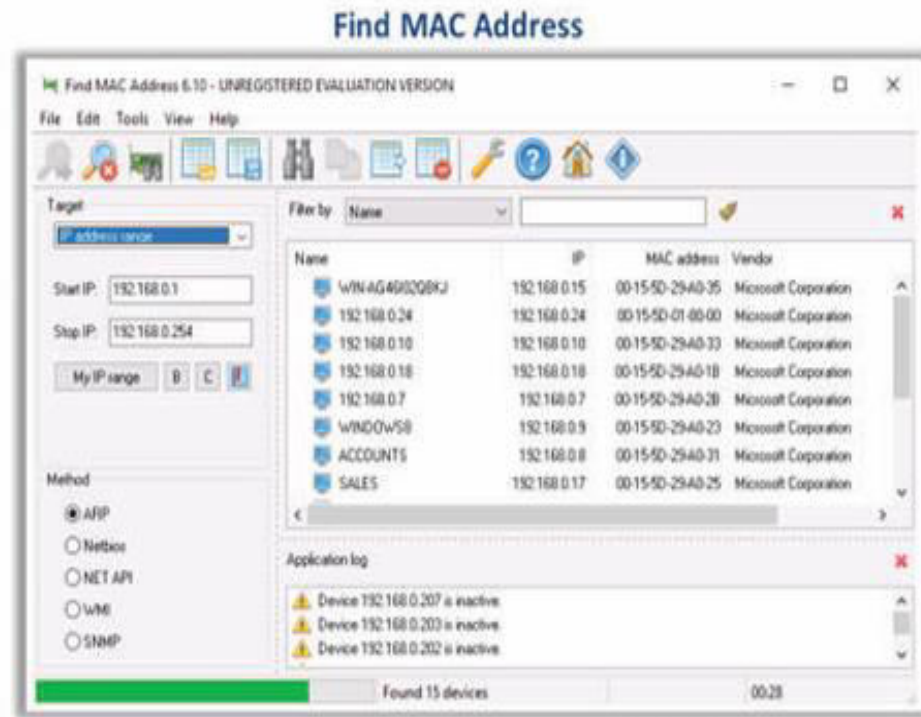 Find MAC Address
Find MAC Address 6.10 - UNREGISTERED EVALUATION VERSION
File Edit Tools View Help
Target
IP address range
Start IP: 192.168.0.1
Stop IP: 192.168.0.254
My IP range B C
Method
ARP
Netbios
NET API
WMI
SNMP
Filter by Name
Name IP MAC address Vendor
192.168.0.15 00-15-5D-29-A0-35 Microsoft Corporation
192.168.0.24 192.168.0.24 00-15-5D-01-80-00 Microsoft Corporation
192.168.0.10 192.168.0.10 00-15-5D-29-A0-33 Microsoft Corporation
192.168.0.18 192.168.0.18 00-15-5D-29-A0-1B Microsoft Corporation
192.168.0.7 192.168.0.7 00-15-5D-29-A0-2B Microsoft Corporation
WINDOWS8 192.168.0.9 00-15-5D-29-A0-23 Microsoft Corporation
ACCOUNTS 192.168.0.8 00-15-5D-29-A0-31 Microsoft Corporation
SALES 192.168.0.17 00-15-5D-29-A0-25 Microsoft Corporation
Application log
Device 192.168.0.207 is inactive.
Device 192.168.0.203 is inactive.
Device 192.168.0.202 is inactive.
Found 15 devices 00:28